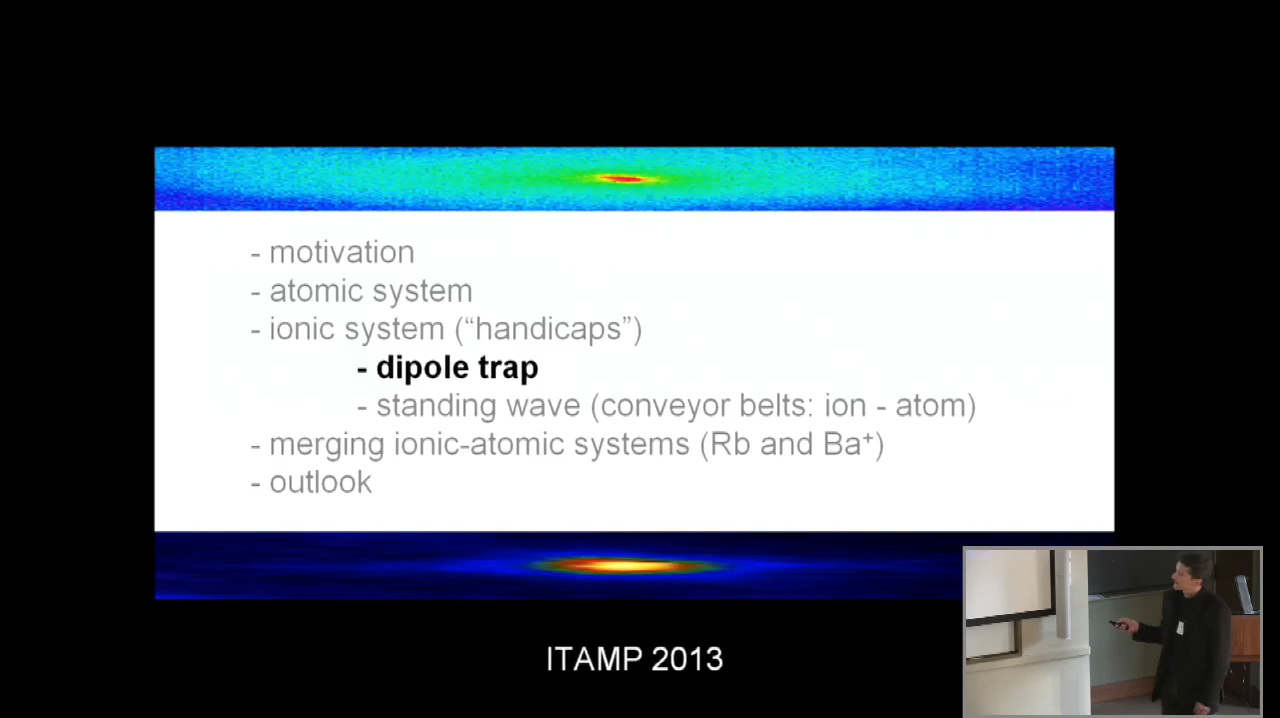 - motivation
- atomic system
- ionic system (“handicaps”)
- dipole trap
- standing wave (conveyor belts: ion - atom)
- merging ionic-atomic systems (Rb and Ba⁺)
- outlook
ITAMP 2013